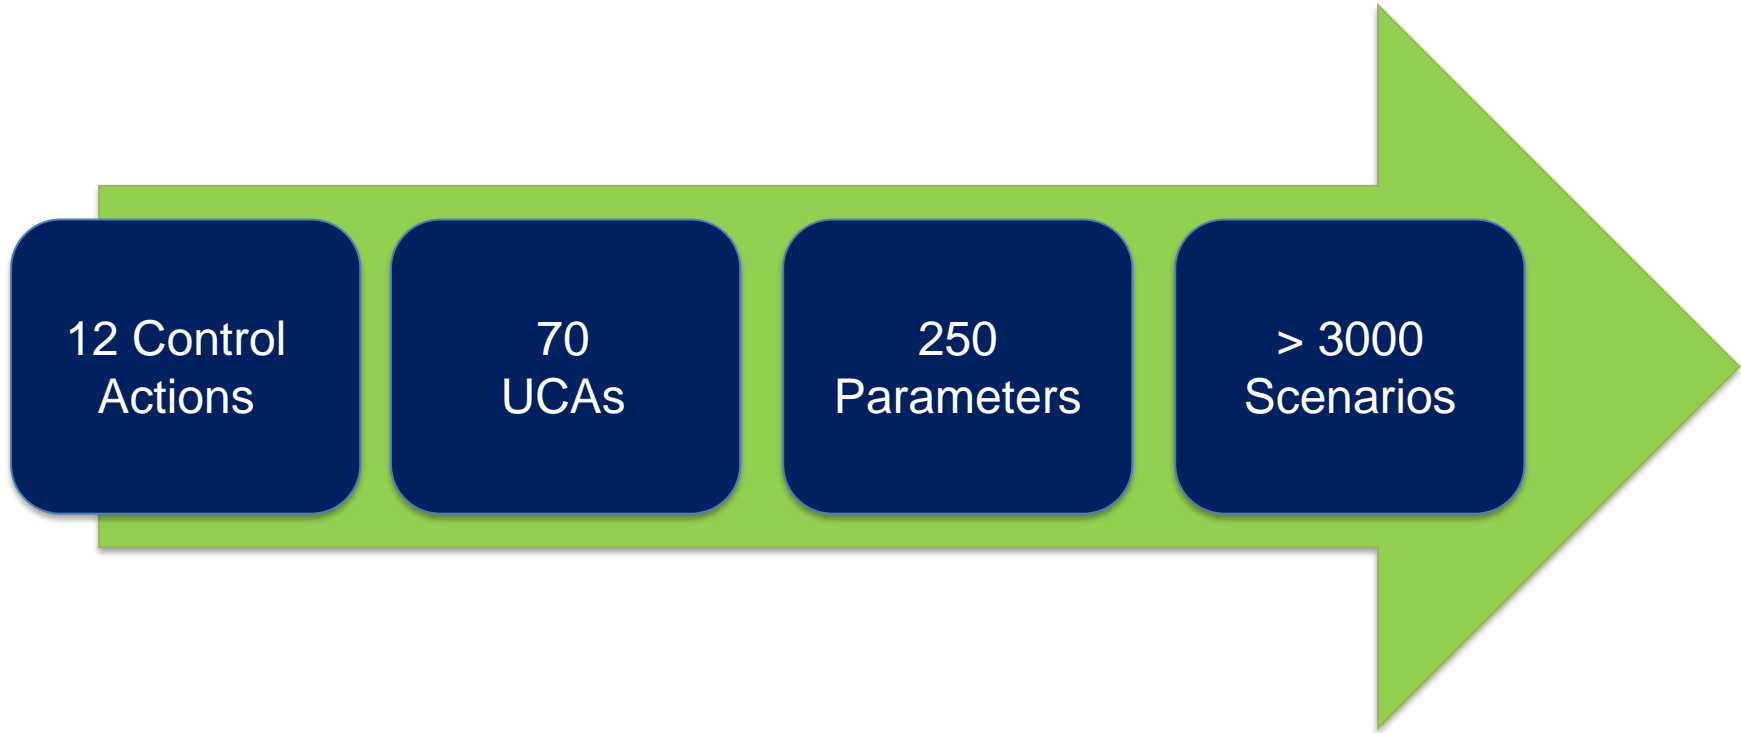 12 Control
Actions
70
UCAs
250
Parameters
> 3000
Scenarios